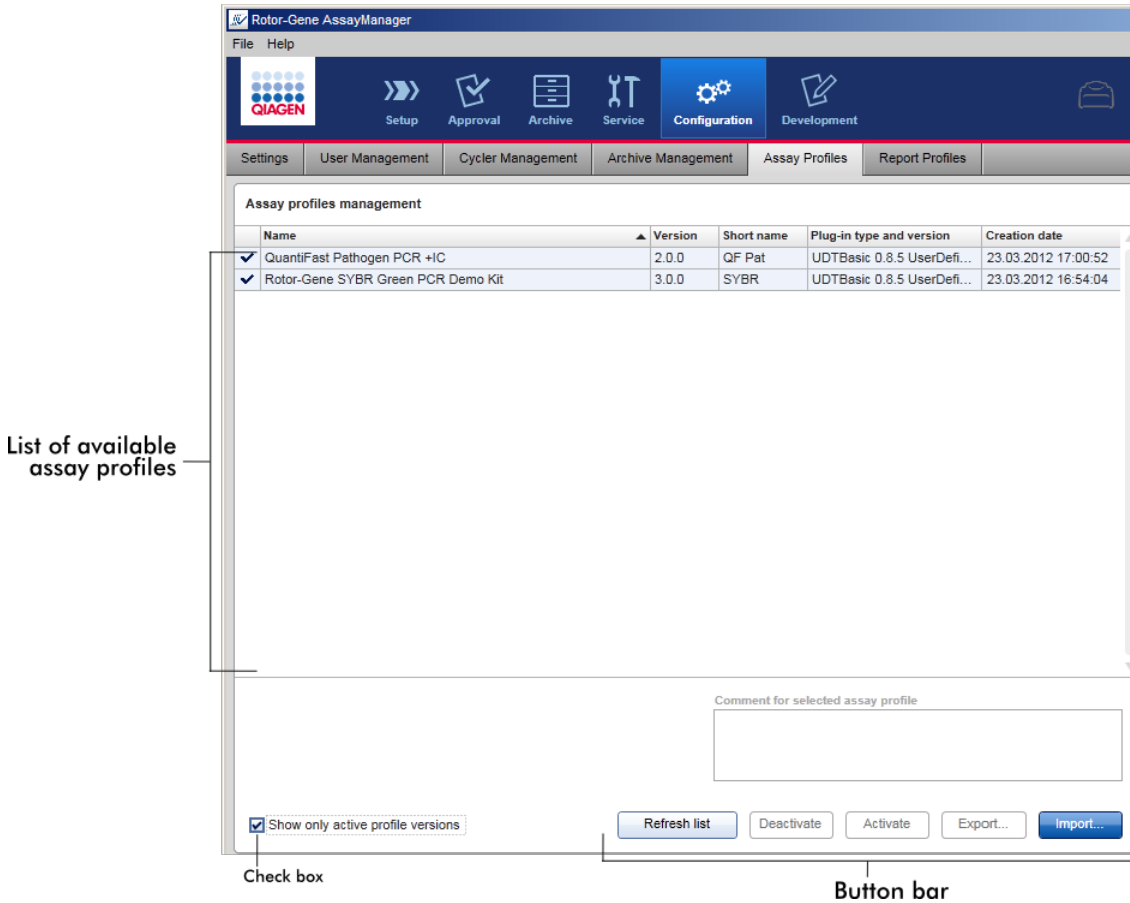 Rotor-Gene AssayManager
File Help
QIAGEN
Setup Approval Archive Service Configuration Development
Settings User Management Cycler Management Archive Management Assay Profiles Report Profiles
Assay profiles management
Name Version Short name Plug-in type and version Creation date
QuantiFast Pathogen PCR +IC 2.0.0 QF Pat UDTBasic 0.8.5 UserDefi... 23.03.2012 17:00:52
Rotor-Gene SYBR Green PCR Demo Kit 3.0.0 SYBR UDTBasic 0.8.5 UserDefi... 23.03.2012 16:54:04
List of available
assay profiles
Comment for selected assay profile
Show only active profile versions Refresh list Deactivate Activate Export... Import...
Check box
Button bar